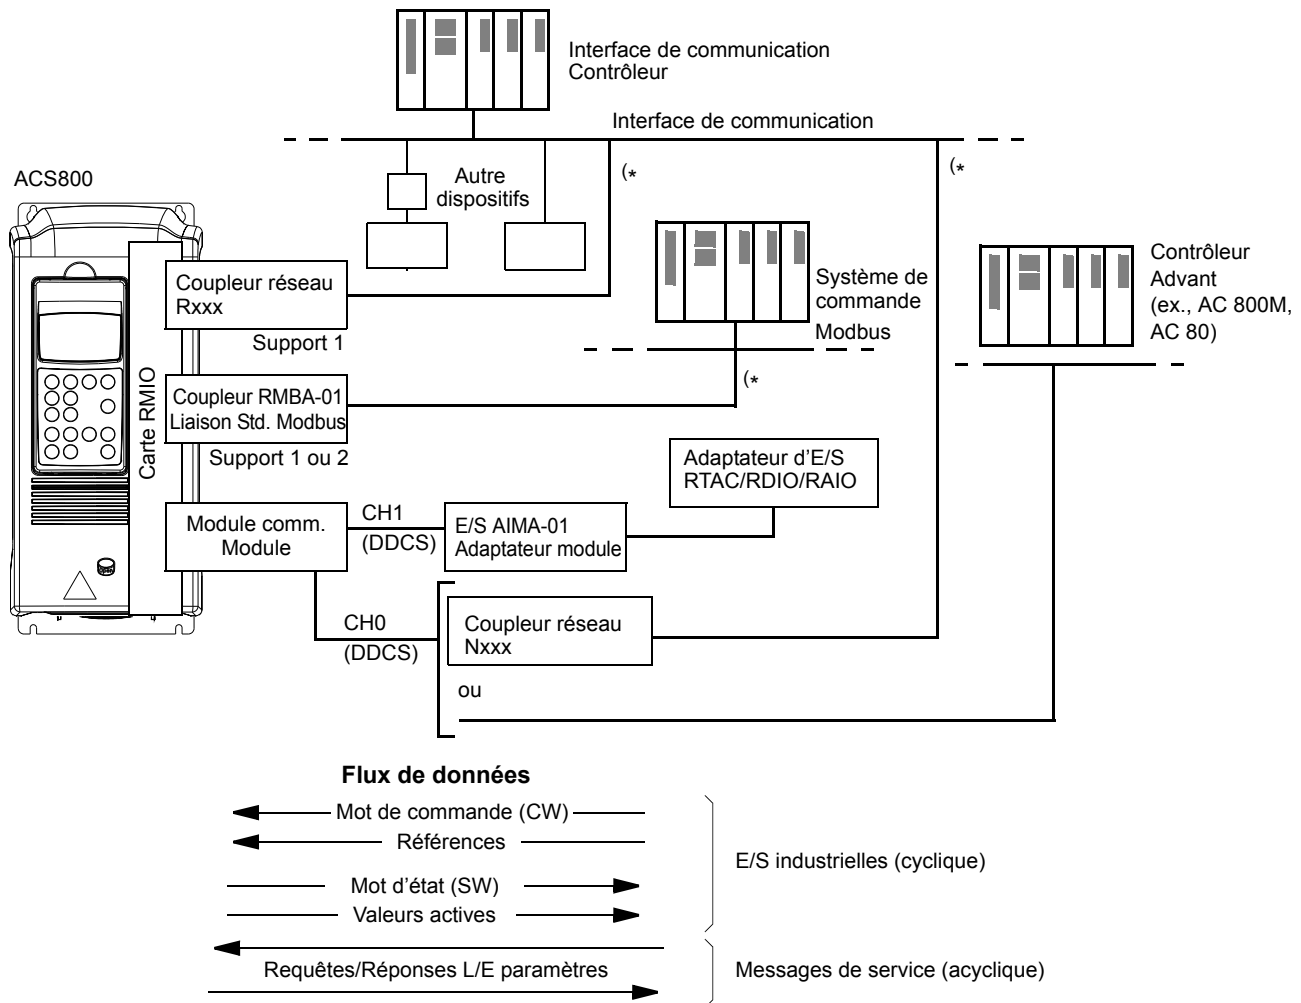 Interface de communication
Contrôleur
Interface de communication
(*
(*
ACS800
Autre
dispositifs
Coupleur réseau
Rxxx
Support 1
Système de
commande
Modbus
Contrôleur
Advant
(ex., AC 800M,
AC 80)
(*
Carte RMIO
Coupleur RMBA-01
Liaison Std. Modbus
Support 1 ou 2
Adaptateur d'E/S
RTAC/RDIO/RAIO
Module comm.
Module
CH1
(DDCS)
E/S AIMA-01
Adaptateur module
CH0
(DDCS)
Coupleur réseau
Nxxx
ou
Flux de données
Mot de commande (CW)
Références
Mot d'état (SW)
Valeurs actives
E/S industrielles (cyclique)
Requêtes/Réponses L/E paramètres
Messages de service (acyclique)